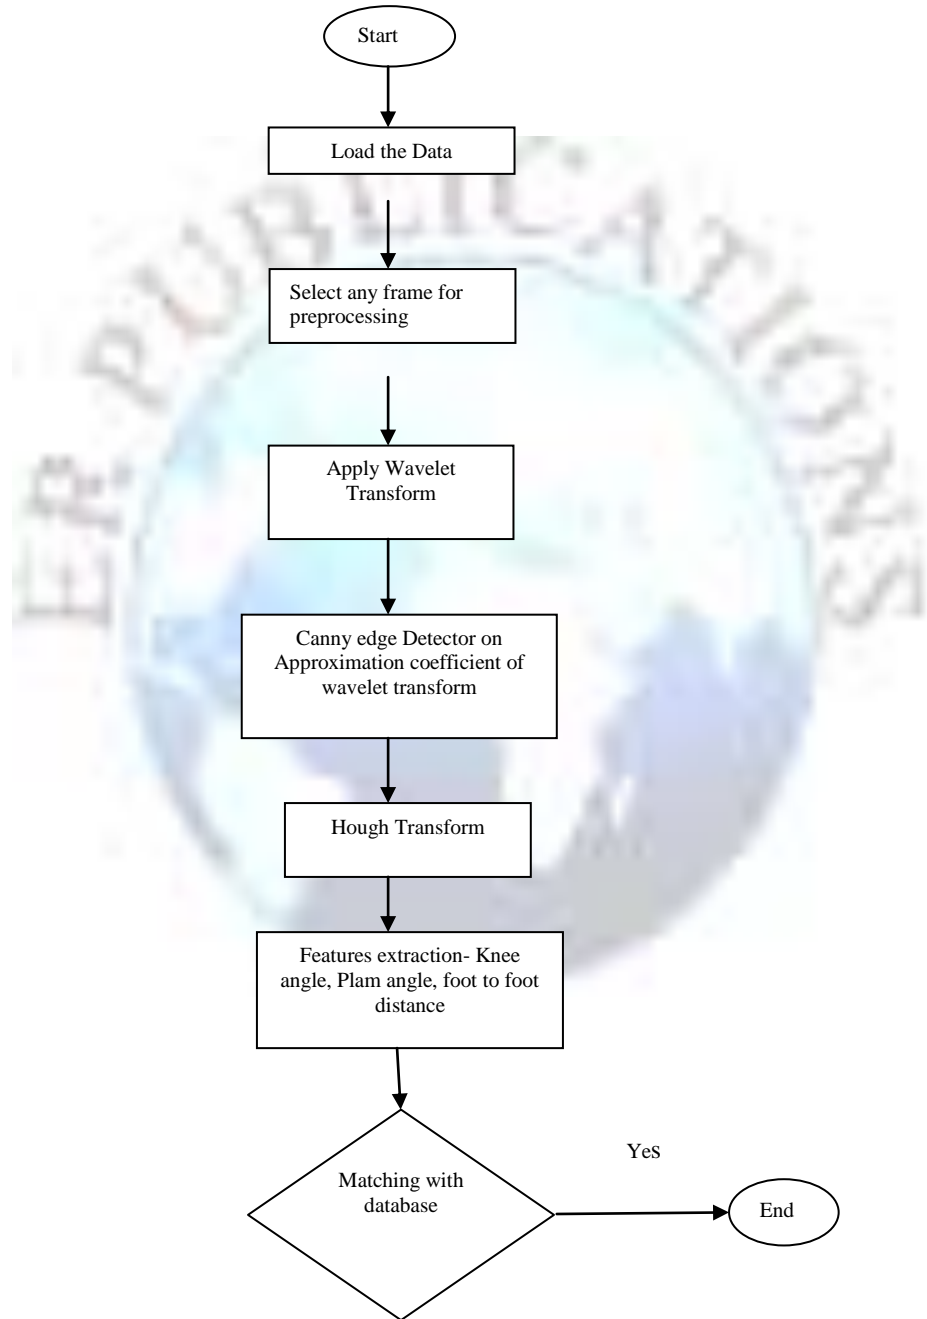 ER PUBLICATIONS
Start
Load the Data
Select any frame for
preprocessing
Apply Wavelet
Transform
Canny edge Detector on
Approximation coefficient of
wavelet transform
Hough Transform
Features extraction- Knee
angle, Plam angle, foot to foot
distance
Matching with
database
Yes
End